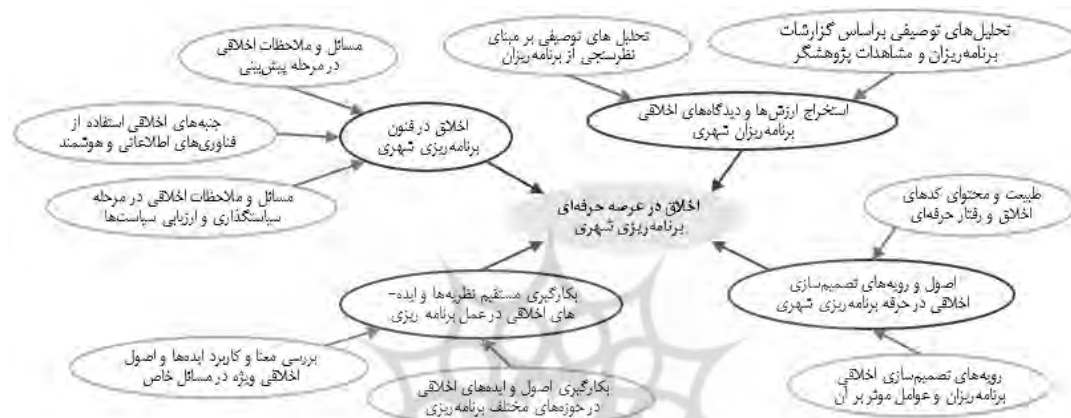 تحلیل‌های توصیفی براساس گزارشات
برنامه‌ریزان و مشاهدات پژوهشگر
تحلیل های توصیفی بر مبنای
نظرسنجی از برنامه‌ریزان
استخراج ارزش‌ها و دیدگاه‌های اخلاقی
برنامه‌ریزان شهری
مسائل و ملاحظات اخلاقی
در مرحله پیش‌بینی
اخلاق در فنون
برنامه‌ریزی شهری
جنبه‌های اخلاقی استفاده از
فناوری‌های اطلاعاتی و هوشمند
مسائل و ملاحظات اخلاقی در مرحله
سیاستگذاری و ارزیابی سیاست‌ها
اخلاق در عرصه حرفه‌ای
برنامه‌ریزی شهری
طبیعت و محتوای کدهای
اخلاق و رفتار حرفه‌ای
اصول و رویه‌های تصمیم‌سازی
اخلاقی در حرفه برنامه‌ریزی شهری
رویه‌های تصمیم‌سازی اخلاقی
برنامه‌ریزان و عوامل موثر بر آن
بکارگیری مستقیم نظریه‌ها و ایده-
های اخلاقی در عمل برنامه ریزی
بررسی معنا و کاربرد ایده‌ها و اصول
اخلاقی ویژه در مسائل خاص
بکارگیری اصول و ایده‌های اخلاقی
در حوزه‌های مختلف برنامه‌ریزی